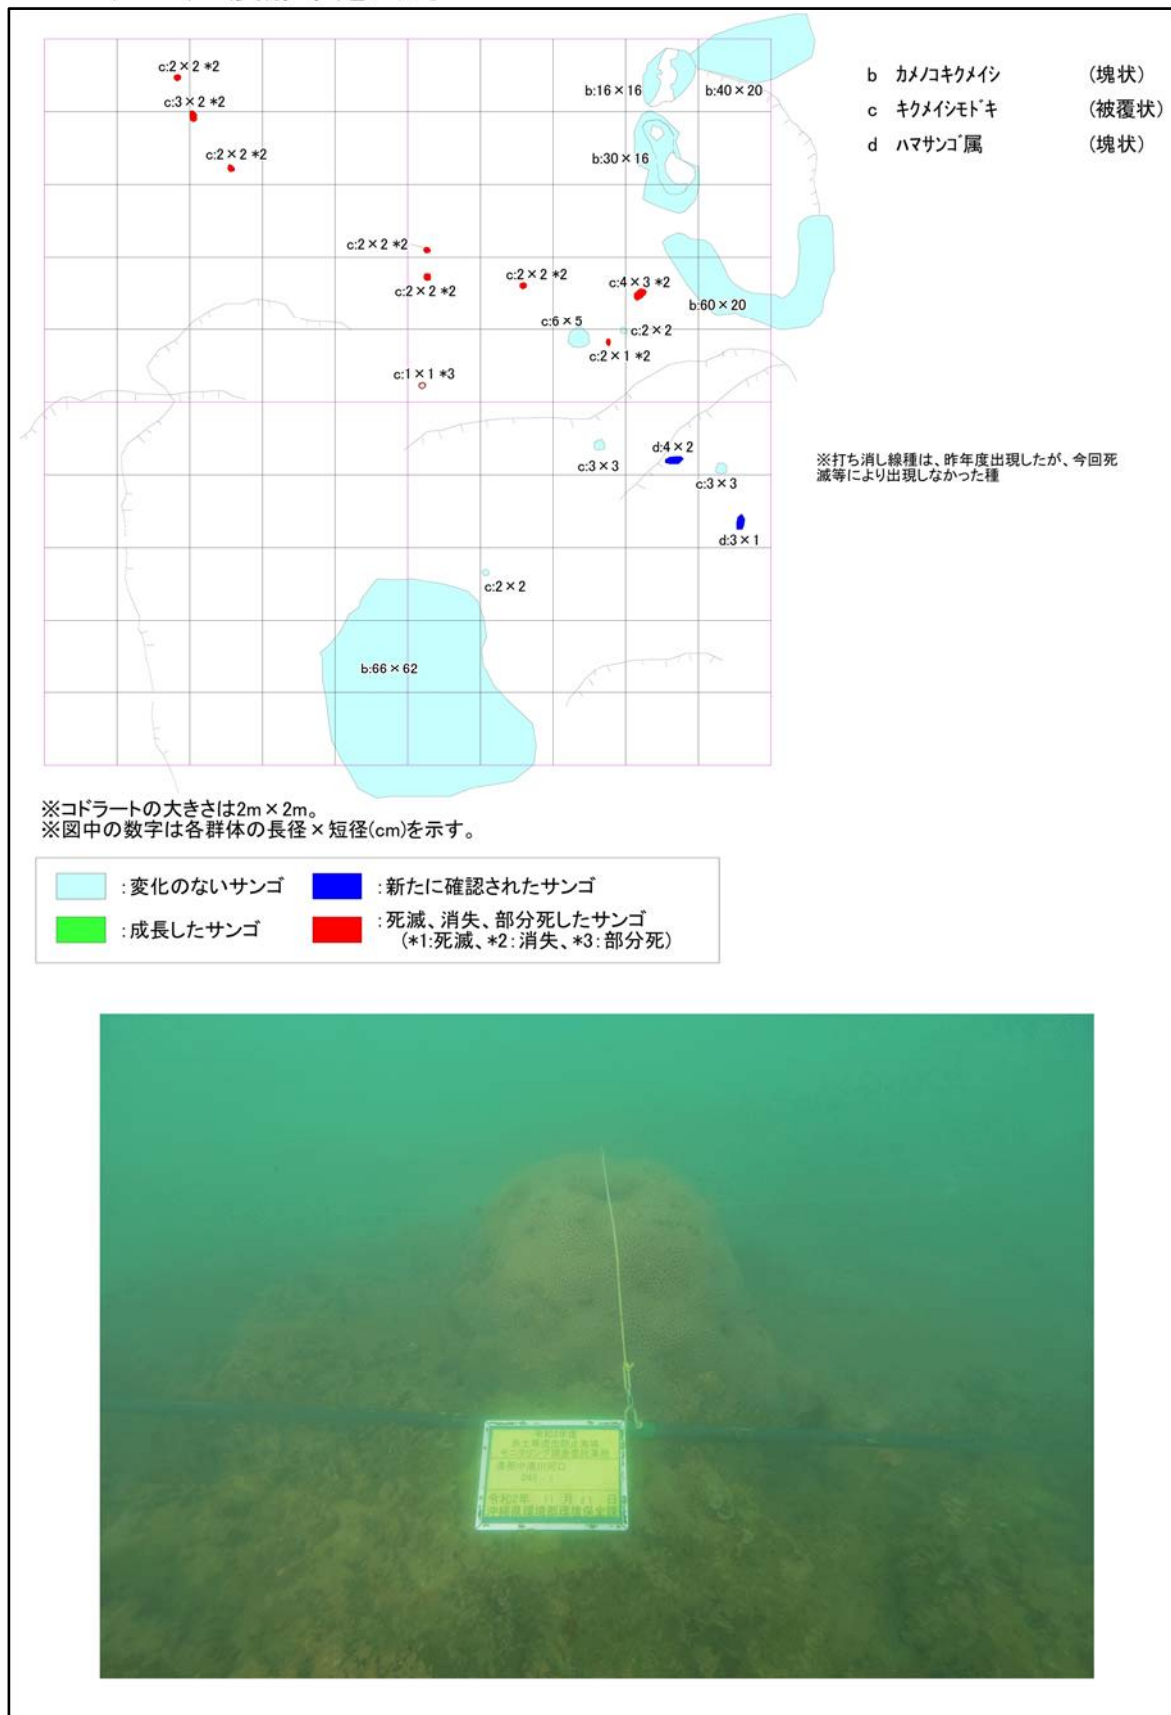 c:2×2 *2
c:3×2 *2
c:2×2 *2
b:16×16
b:40×20
b:30×16
c:2×2 *2
c:2×2 *2
c:2×2 *2
c:4×3 *2
b:60×20
c:6×5
c:2×2
c:2×1 *2
c:1×1 *3
c:3×3
d:4×2
c:3×3
d:3×1
c:2×2
b:66×62
b カメノコキクメイシ (塊状)
c キクメイシモドキ (被覆状)
d ハマサンゴ属 (塊状)
※打ち消し線種は、昨年度出現したが、今回死
滅等により出現しなかった種
※コドラートの大きさは2m×2m。
※図中の数字は各群体の長径×短径(cm)を示す。
:変化のないサンゴ
:新たに確認されたサンゴ
:成長したサンゴ
:死滅、消失、部分死したサンゴ
(*1:死滅、*2:消失、*3:部分死)
令和2年 11月 日